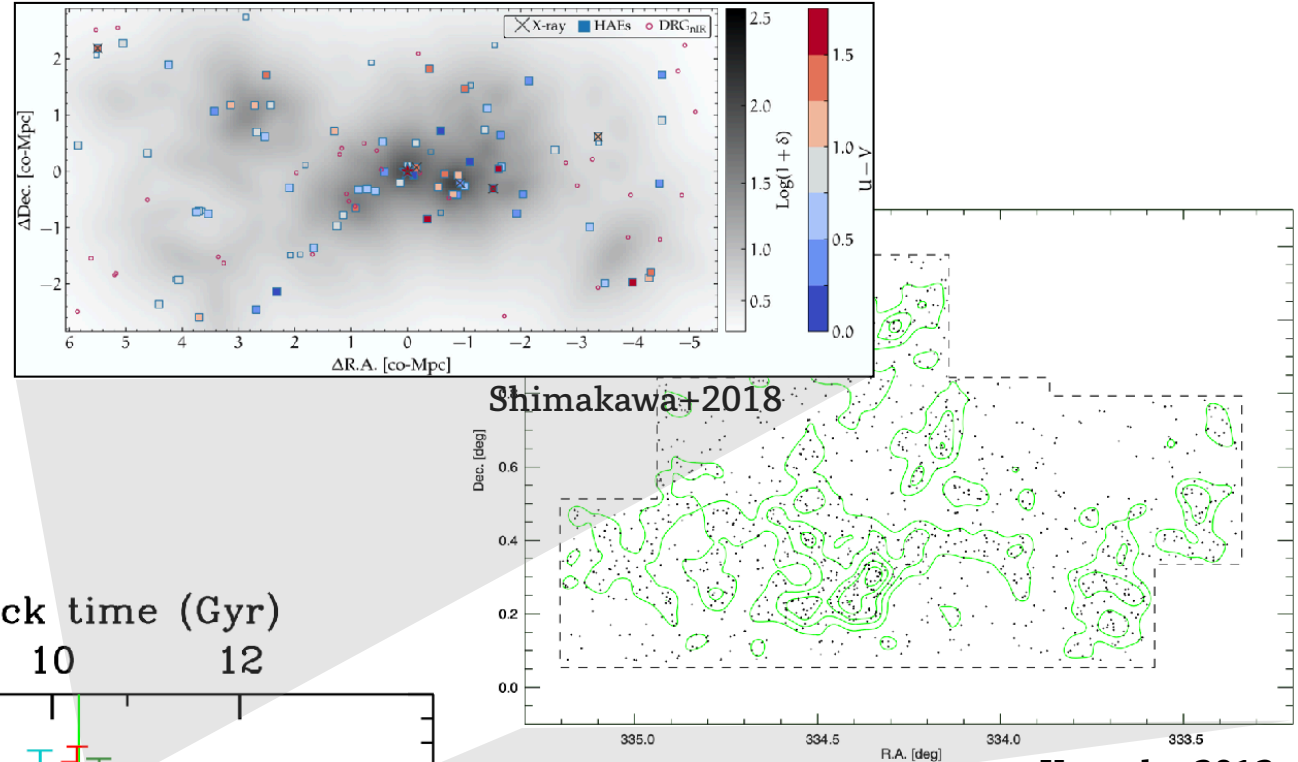 X-ray HAEs DRGnIR
2
1
0
−1
−2
ΔDec. [co-Mpc]
6 5 4 3 2 1 0 −1 −2 −3 −4 −5
ΔR.A. [co-Mpc]
2.5
2.0
1.5
1.0
0.5
Log(1 + δ)
1.5
1.0
0.5
0.0
u − V
Shimakawa+2018
Dec. [deg]
0.6
0.4
0.2
0.0
335.0 334.5 334.0 333.5
R.A. [deg]
ck time (Gyr)
10 12